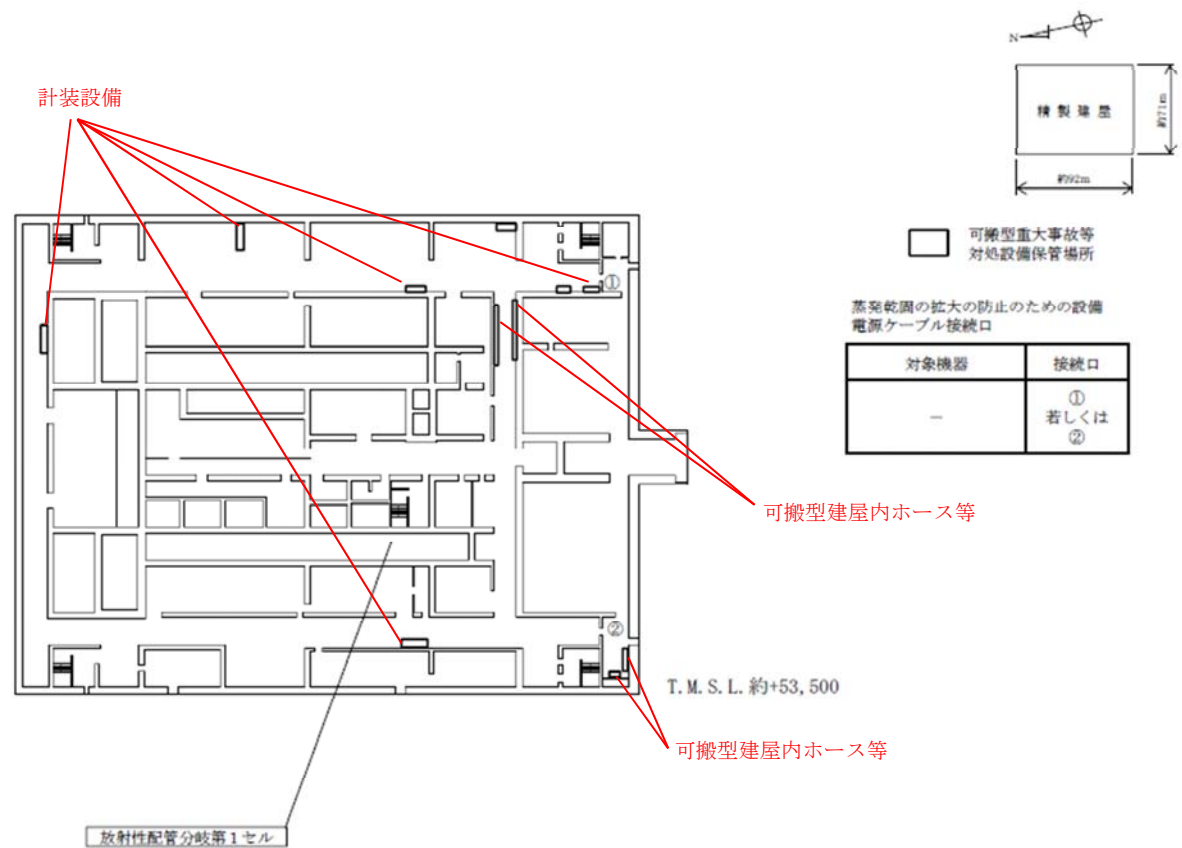 N
計装設備
精製建屋
約71m
約92m
可搬型重大事故等
対処設備保管場所
蒸発乾固の拡大の防止のための設備
電源ケーブル接続口
対象機器
接続口
－
①
若しくは
②
①
可搬型建屋内ホース等
②
T.M.S.L.約+53,500
可搬型建屋内ホース等
放射性配管分岐第1セル